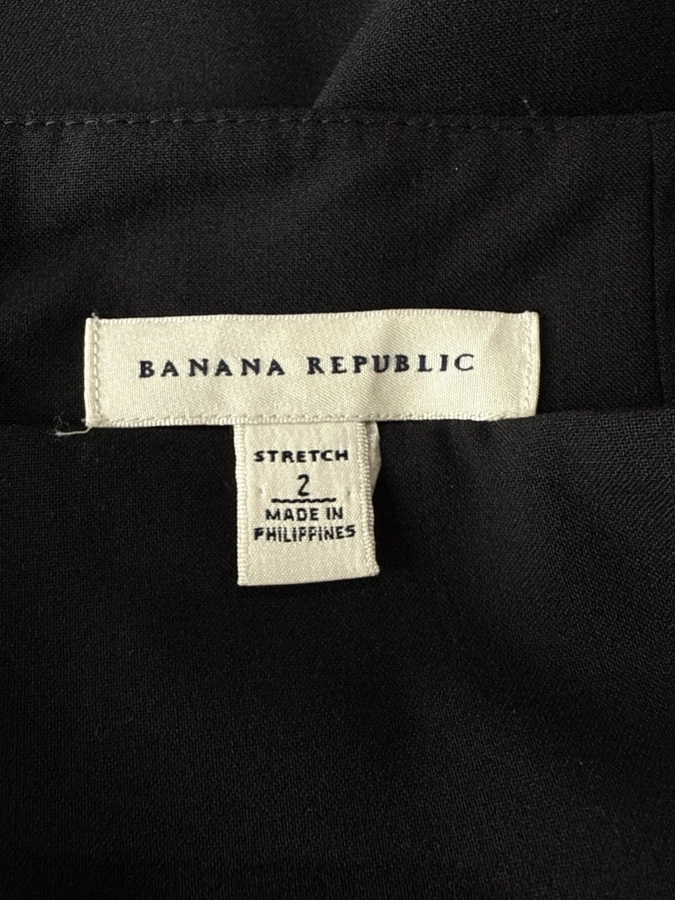 BANANA REPUBLIC
STRETCH
2
MADE IN
PHILIPPINES